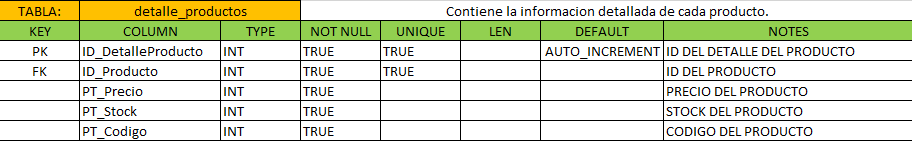 TABLA: detalle_productos Contiene la informacion detallada de cada producto.
KEY COLUMN TYPE NOT NULL UNIQUE LEN DEFAULT NOTES
PK ID_DetalleProducto INT TRUE TRUE AUTO_INCREMENT ID DEL DETALLE DEL PRODUCTO
FK ID_Producto INT TRUE TRUE ID DEL PRODUCTO
PT_Precio INT TRUE PRECIO DEL PRODUCTO
PT_Stock INT TRUE STOCK DEL PRODUCTO
PT_Codigo INT TRUE CODIGO DEL PRODUCTO